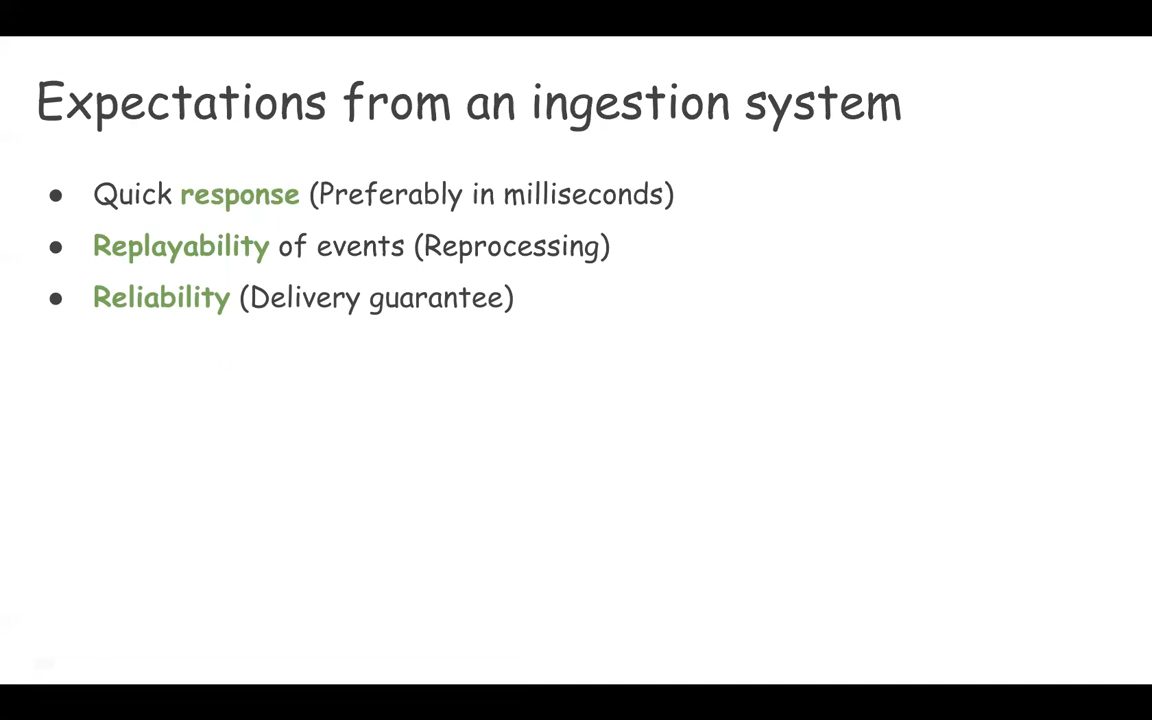 Expectations from an ingestion system
● Quick response (Preferably in milliseconds)
● Replayability of events (Reprocessing)
● Reliability (Delivery guarantee)